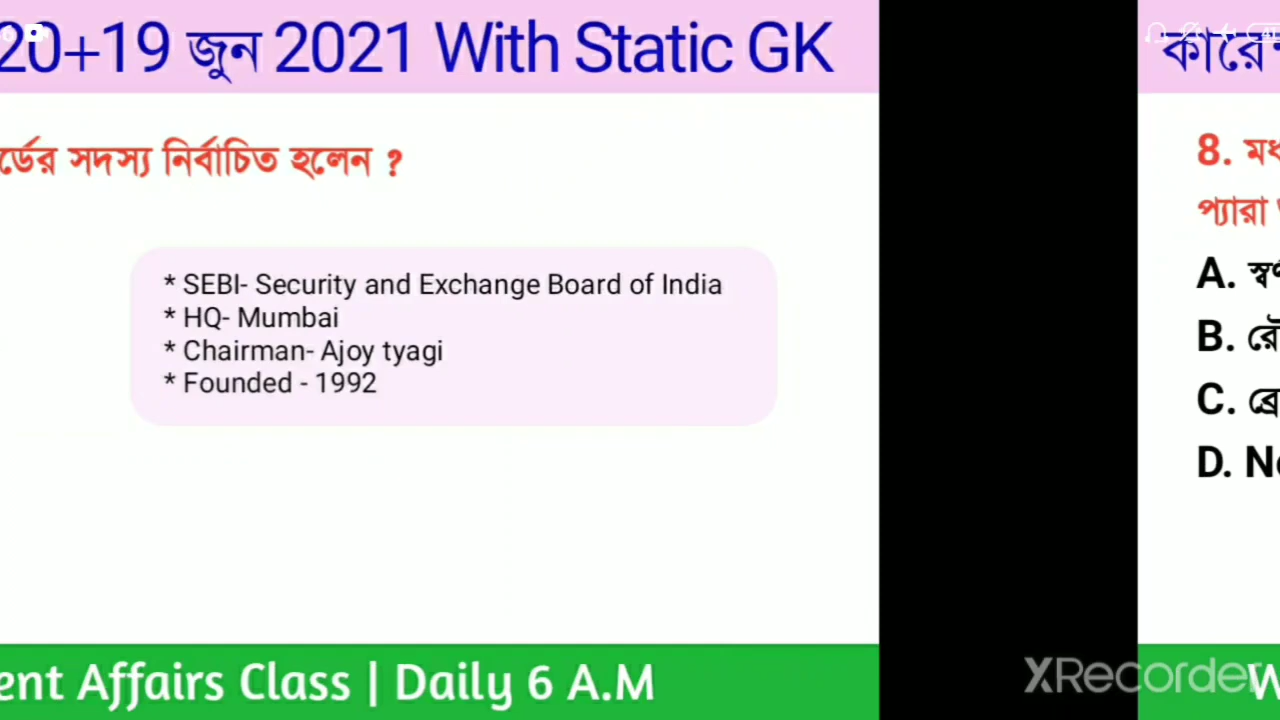 20+19 জুন 2021 With Static GK
র্ডের সদস্য নির্বাচিত হলেন ?
* SEBI- Security and Exchange Board of India
* HQ- Mumbai
* Chairman- Ajoy tyagi
* Founded - 1992
ent Affairs Class | Daily 6 A.M
কারে
8. মধ
প্যারা
A. স্ব
B. রৌ
C. ব্রো
D. N
XRecorder
W